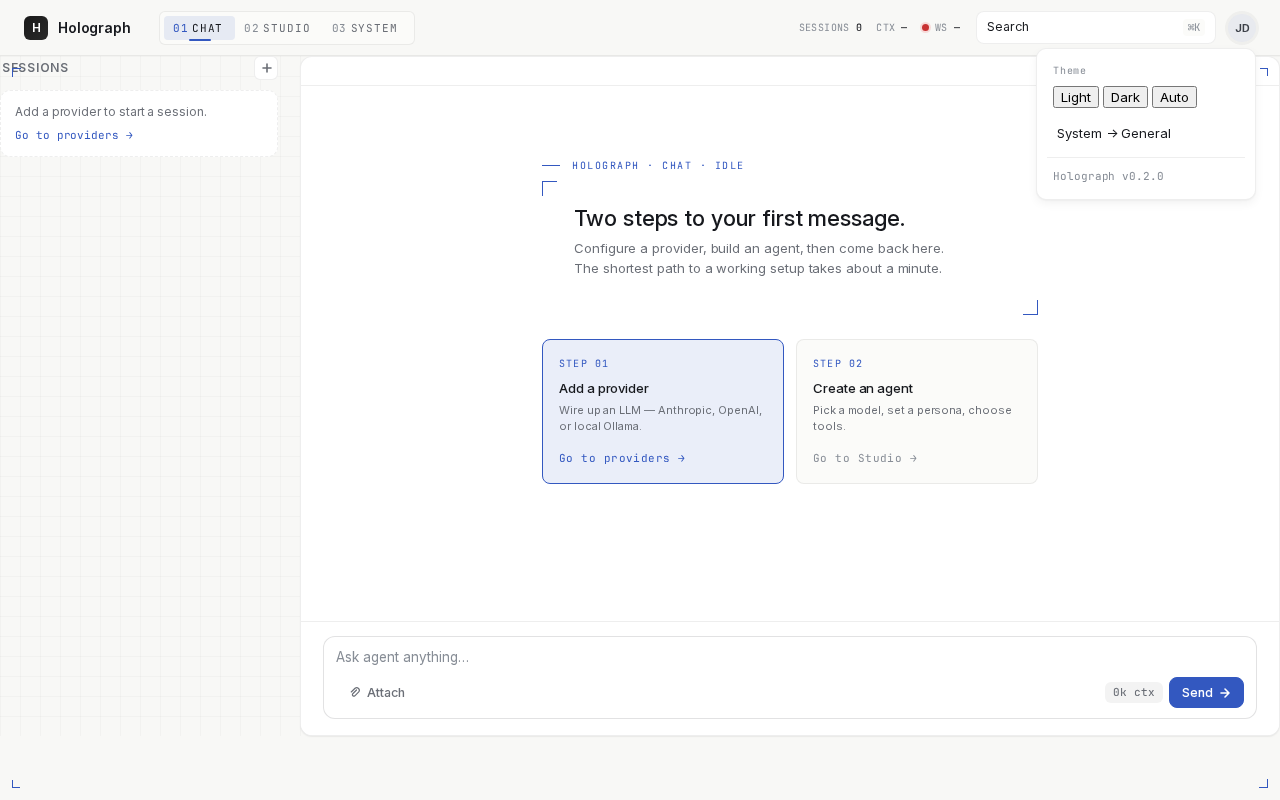 H Holograph 01 CHAT 02 STUDIO 03 SYSTEM SESSIONS 0 CTX — WS — Search ⌘K JD
SESSIONS +
Add a provider to start a session.
Go to providers →
Theme
Light Dark Auto
System → General
Holograph v0.2.0
HOLOGRAPH · CHAT · IDLE
Two steps to your first message.
Configure a provider, build an agent, then come back here.
The shortest path to a working setup takes about a minute.
STEP 01
Add a provider
Wire up an LLM — Anthropic, OpenAI,
or local Ollama.
Go to providers →
STEP 02
Create an agent
Pick a model, set a persona, choose
tools.
Go to Studio →
Ask agent anything…
Attach 0k ctx Send →